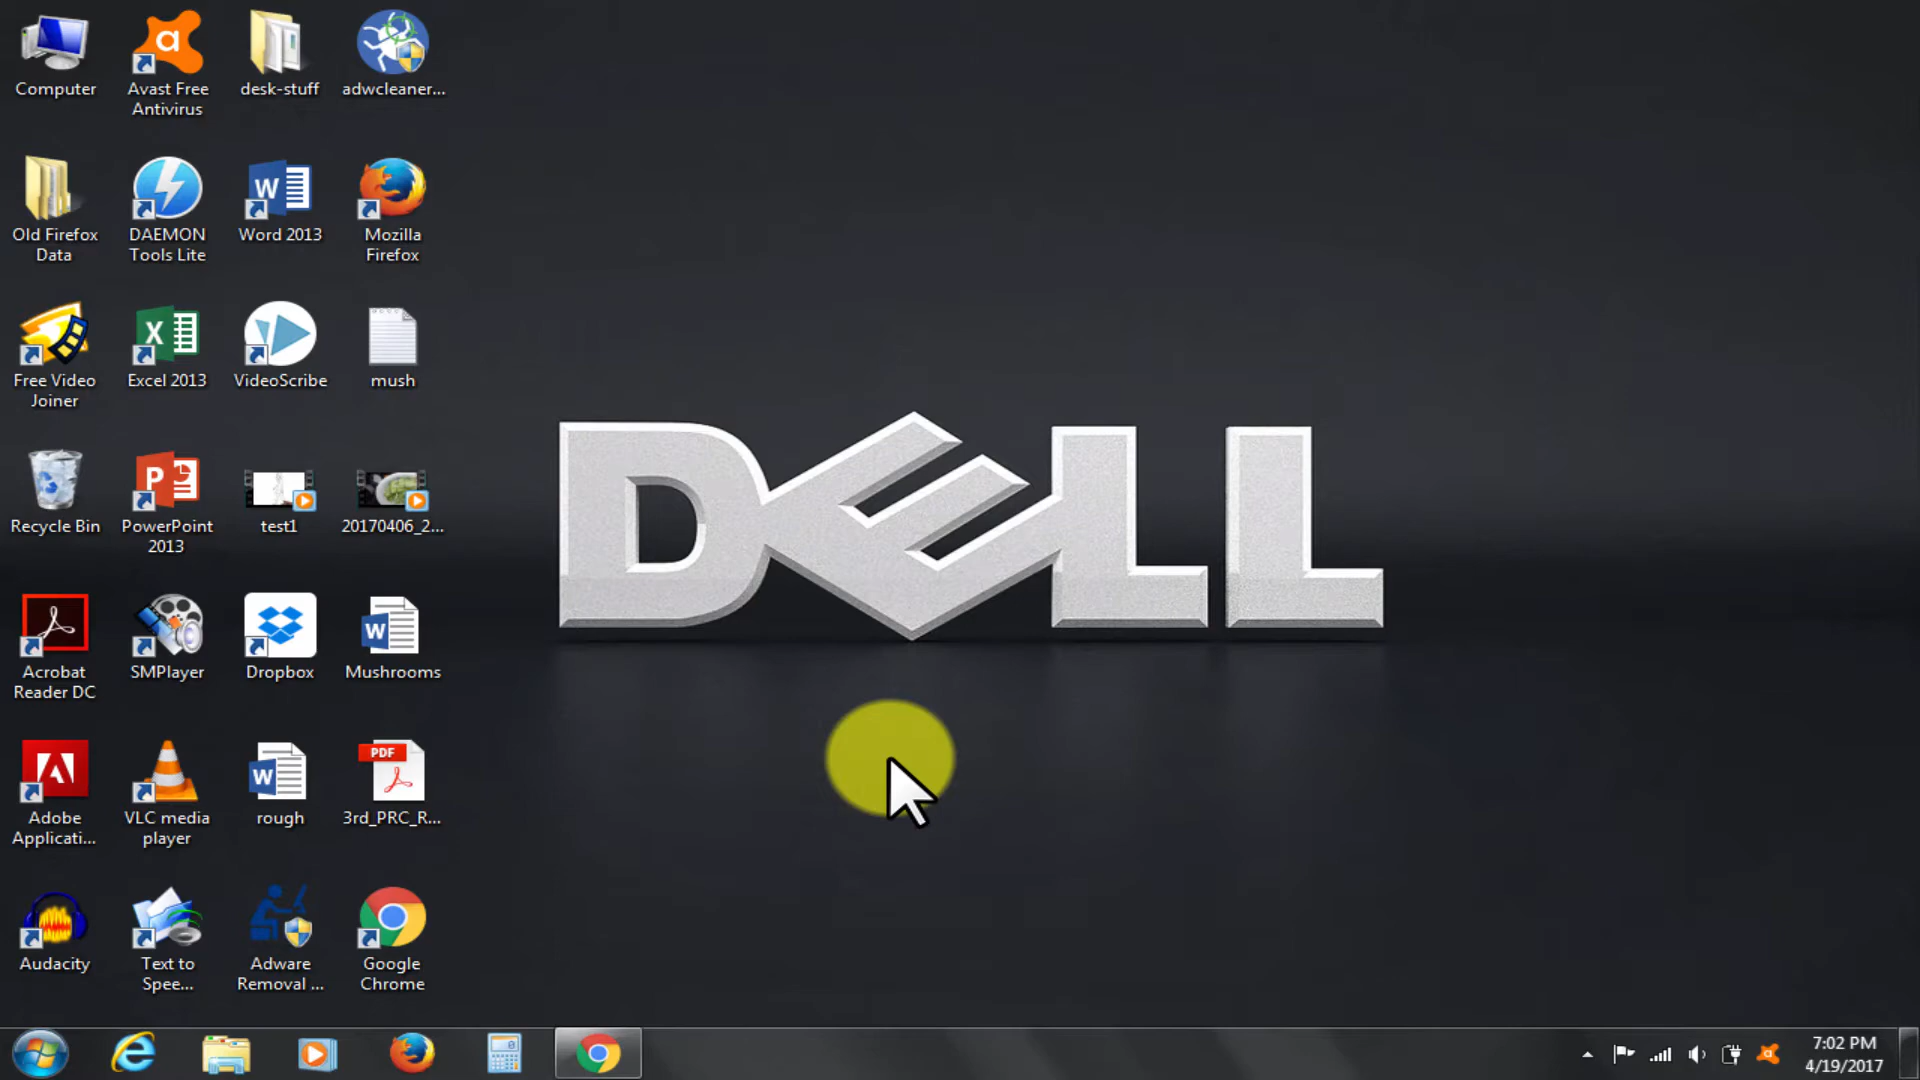 Computer
Avast Free
Antivirus
desk-stuff
adwcleaner...
Old Firefox
Data
DAEMON
Tools Lite
Word 2013
Mozilla
Firefox
Free Video
Joiner
Excel 2013
VideoScribe
mush
Recycle Bin
PowerPoint
2013
test1
20170406_2...
Acrobat
Reader DC
SMPlayer
Dropbox
Mushrooms
Adobe
Applicati...
VLC media
player
rough
PDF
3rd_PRC_R...
Audacity
Text to
Spee...
Adware
Removal ...
Google
Chrome
DELL
7:02 PM
4/19/2017